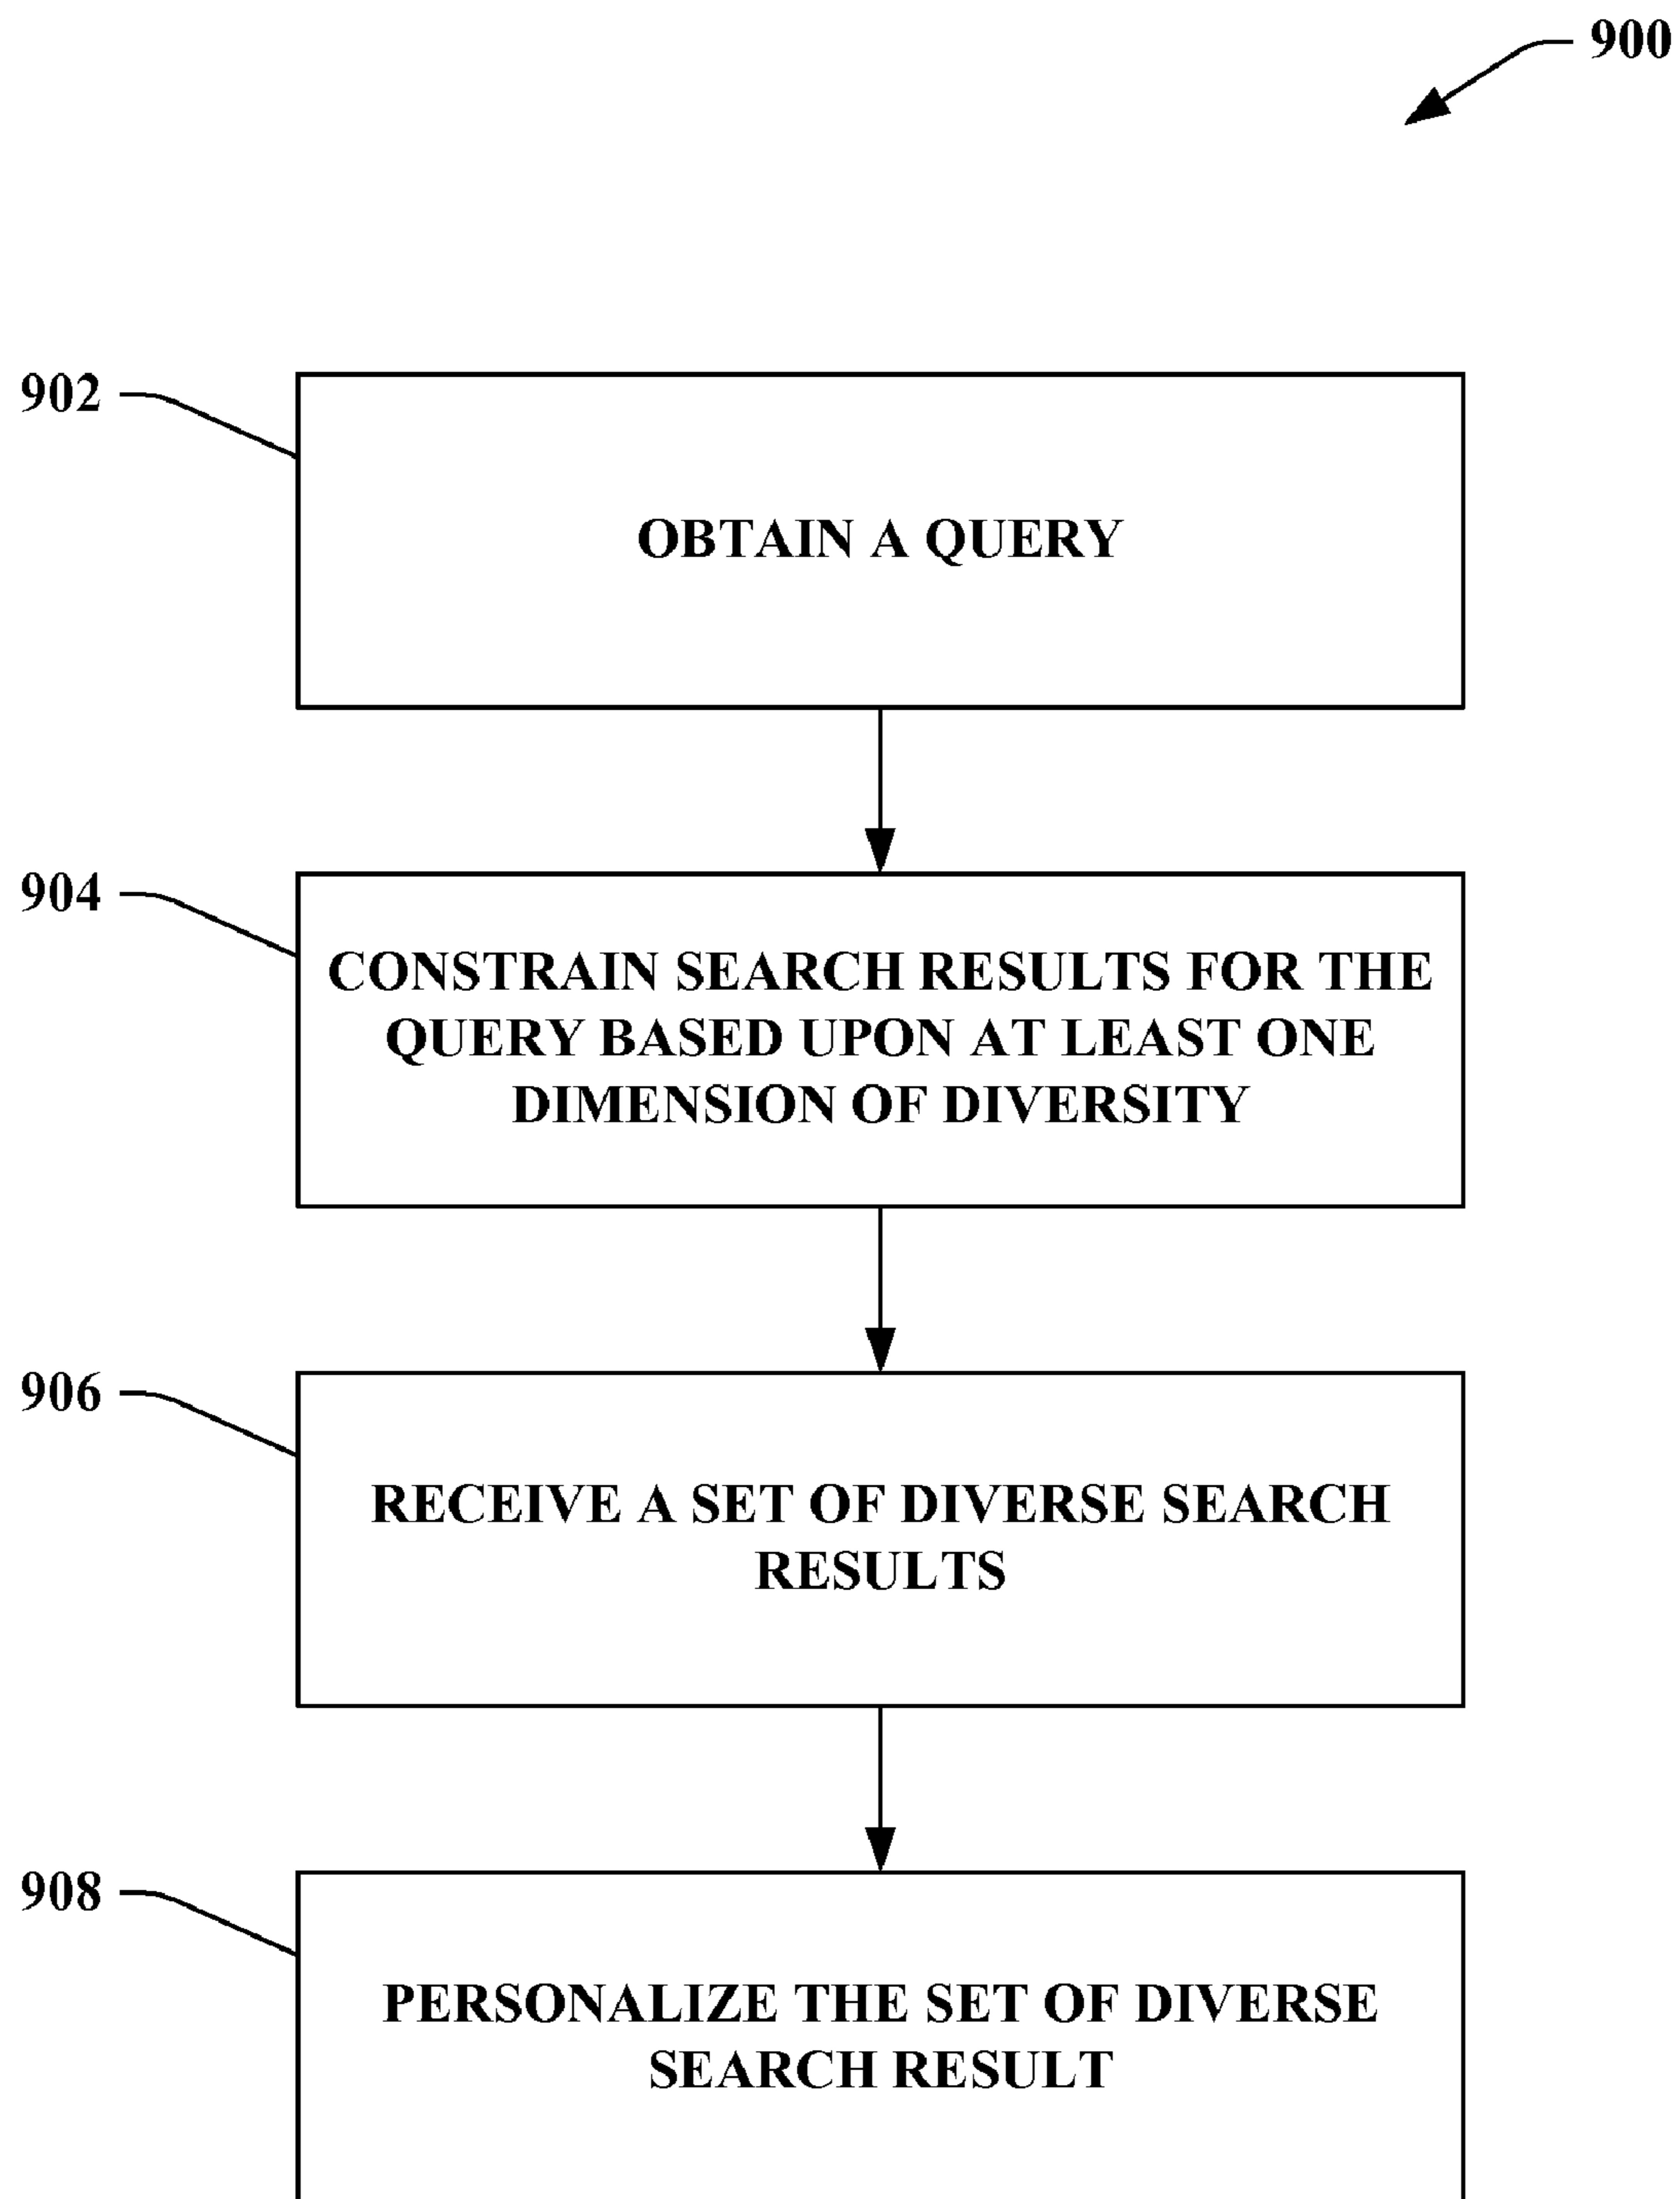 900
902
OBTAIN A QUERY
904
CONSTRAIN SEARCH RESULTS FOR THE
QUERY BASED UPON AT LEAST ONE
DIMENSION OF DIVERSITY
906
RECEIVE A SET OF DIVERSE SEARCH
RESULTS
908
PERSONALIZE THE SET OF DIVERSE
SEARCH RESULT